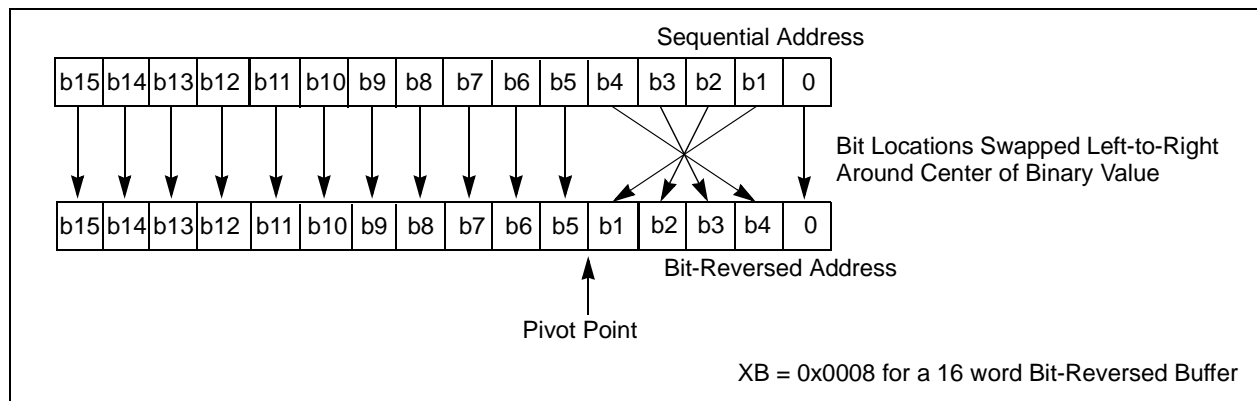 Sequential Address
b15 b14 b13 b12 b11 b10 b9 b8 b7 b6 b5 b4 b3 b2 b1 0
Bit Locations Swapped Left-to-Right
Around Center of Binary Value
b15 b14 b13 b12 b11 b10 b9 b8 b7 b6 b5 b1 b2 b3 b4 0
Bit-Reversed Address
Pivot Point
XB = 0x0008 for a 16 word Bit-Reversed Buffer